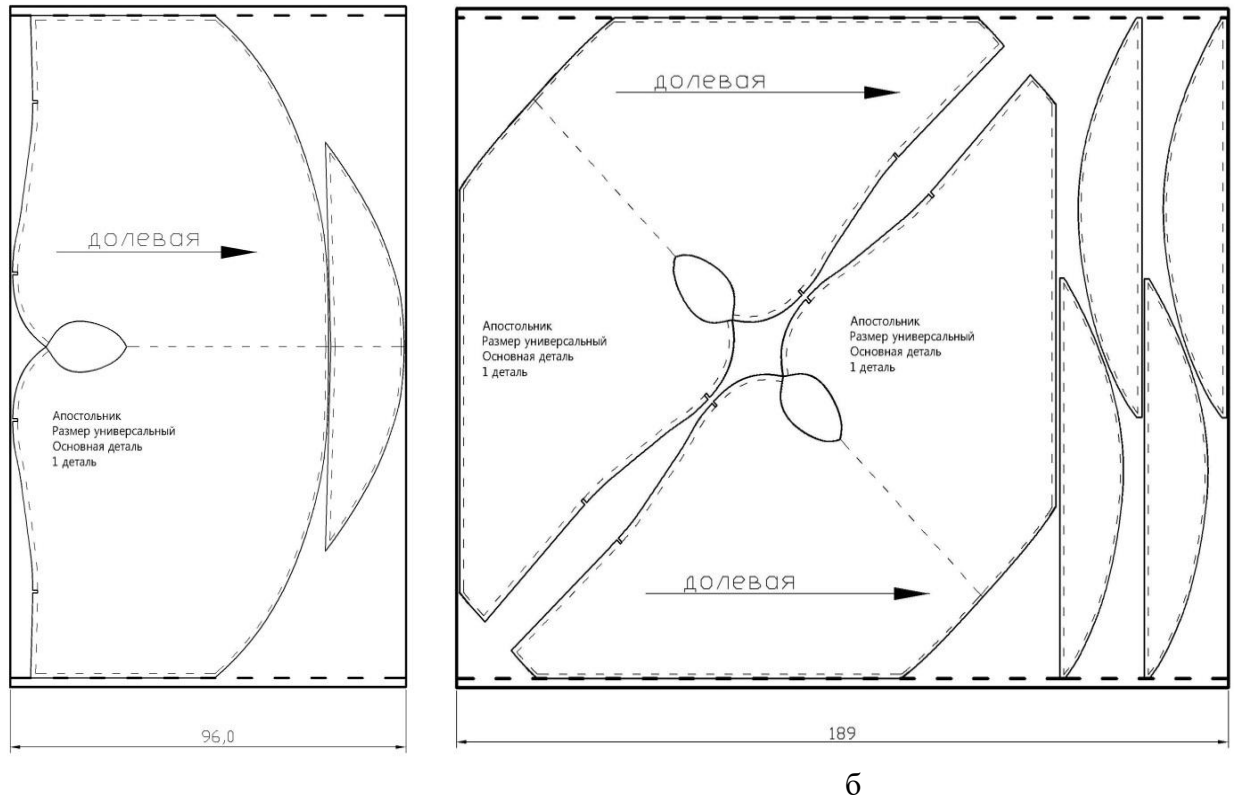 долевая
Апостольник
Размер универсальный
Основная деталь
1 деталь
96,0
долевая
Апостольник
Размер универсальный
Основная деталь
1 деталь
Апостольник
Размер универсальный
Основная деталь
1 деталь
долевая
189
б